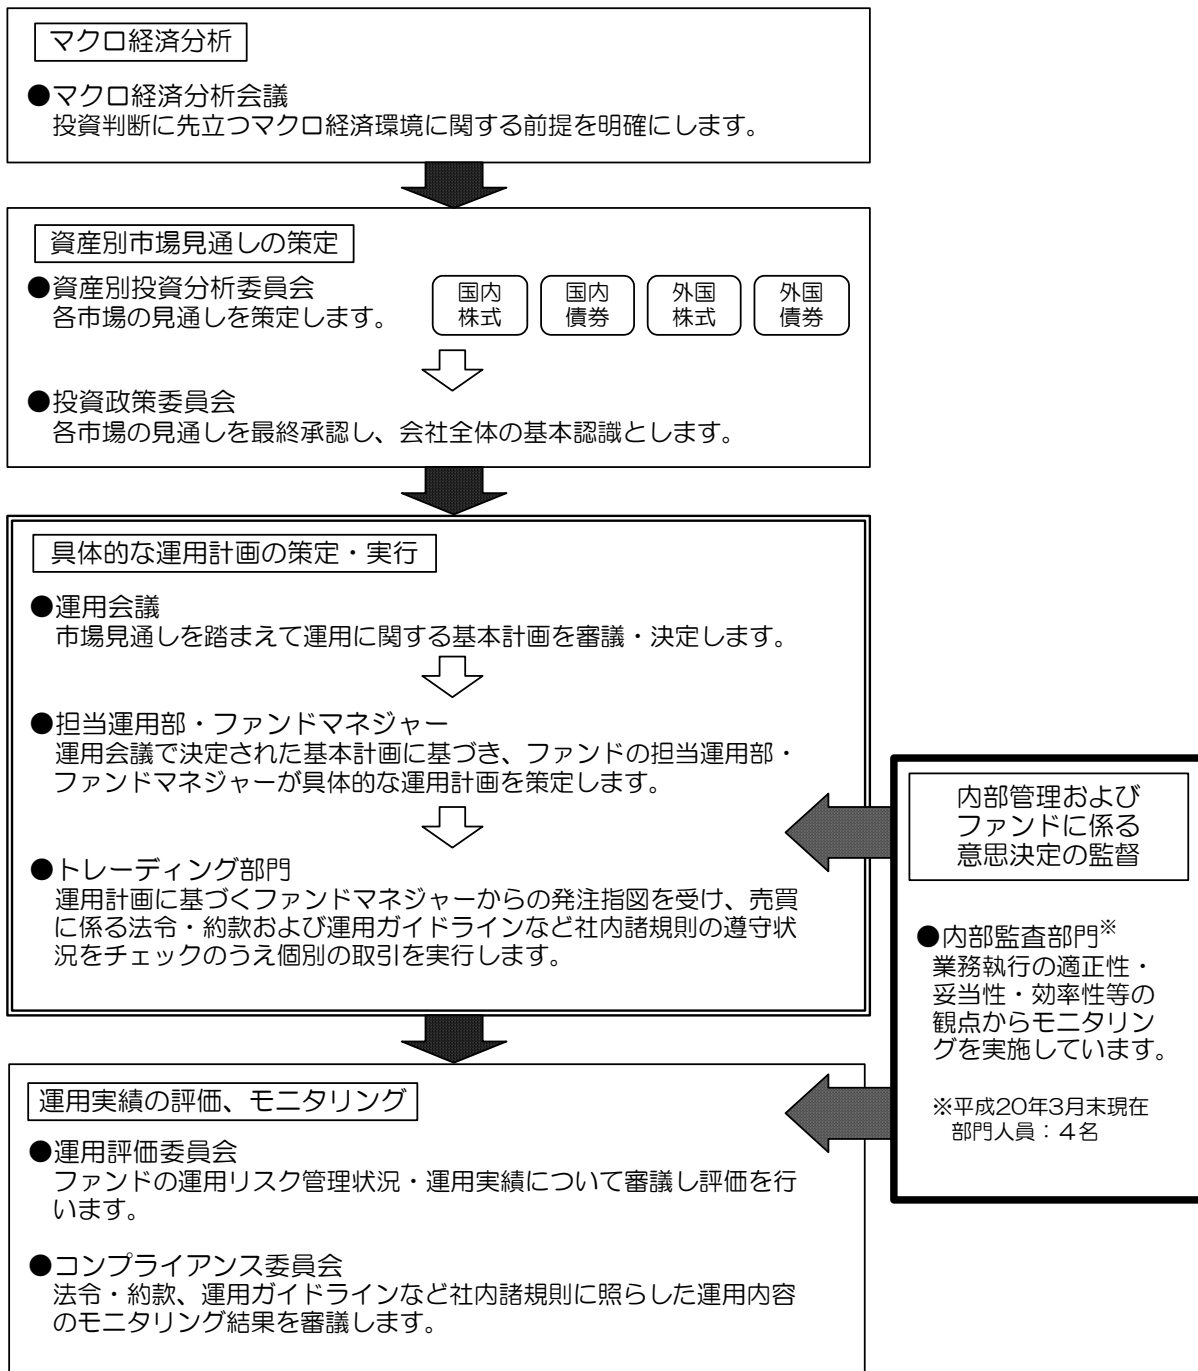 マクロ経済分析
●マクロ経済分析会議
投資判断に先立つマクロ経済環境に関する前提を明確にします。
資産別市場見通しの策定
●資産別投資分析委員会
各市場の見通しを策定します。
国内
株式
国内
債券
外国
株式
外国
債券
●投資政策委員会
各市場の見通しを最終承認し、会社全体の基本認識とします。
具体的な運用計画の策定・実行
●運用会議
市場見通しを踏まえて運用に関する基本計画を審議・決定します。
●担当運用部・ファンドマネジャー
運用会議で決定された基本計画に基づき、ファンドの担当運用部・
ファンドマネジャーが具体的な運用計画を策定します。
●トレーディング部門
運用計画に基づくファンドマネジャーからの発注指図を受け、売買
に係る法令・約款および運用ガイドラインなど社内諸規則の遵守状
況をチェックのうえ個別の取引を実行します。
内部管理および
ファンドに係る
意思決定の監督
●内部監査部門※
業務執行の適正性・
妥当性・効率性等の
観点からモニタリン
グを実施しています。
※平成20年3月末現在
部門人員：４名
運用実績の評価、モニタリング
●運用評価委員会
ファンドの運用リスク管理状況・運用実績について審議し評価を行
います。
●コンプライアンス委員会
法令・約款、運用ガイドラインなど社内諸規則に照らした運用内容
のモニタリング結果を審議します。